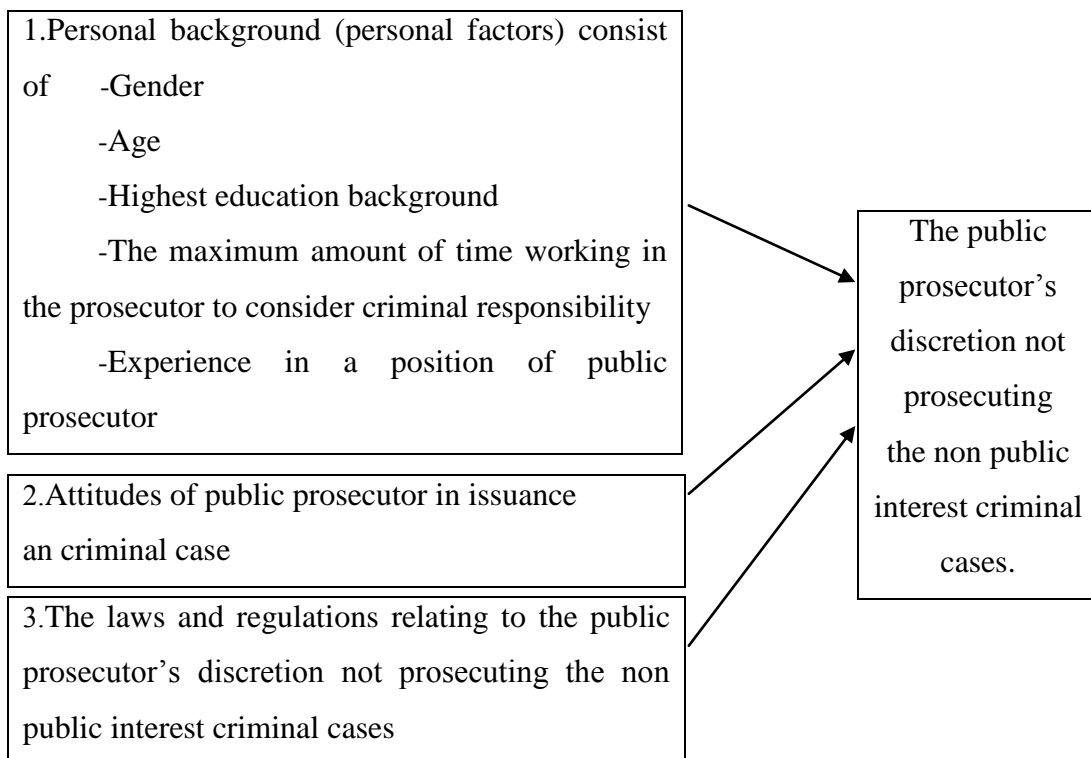 1.Personal background (personal factors) consist
of -Gender
-Age
-Highest education background
-The maximum amount of time working in
the prosecutor to consider criminal responsibility
-Experience in a position of public
prosecutor
2.Attitudes of public prosecutor in issuance
an criminal case
3.The laws and regulations relating to the public
prosecutor’s discretion not prosecuting the non
public interest criminal cases
The public
prosecutor’s
discretion not
prosecuting
the non public
interest criminal
cases.